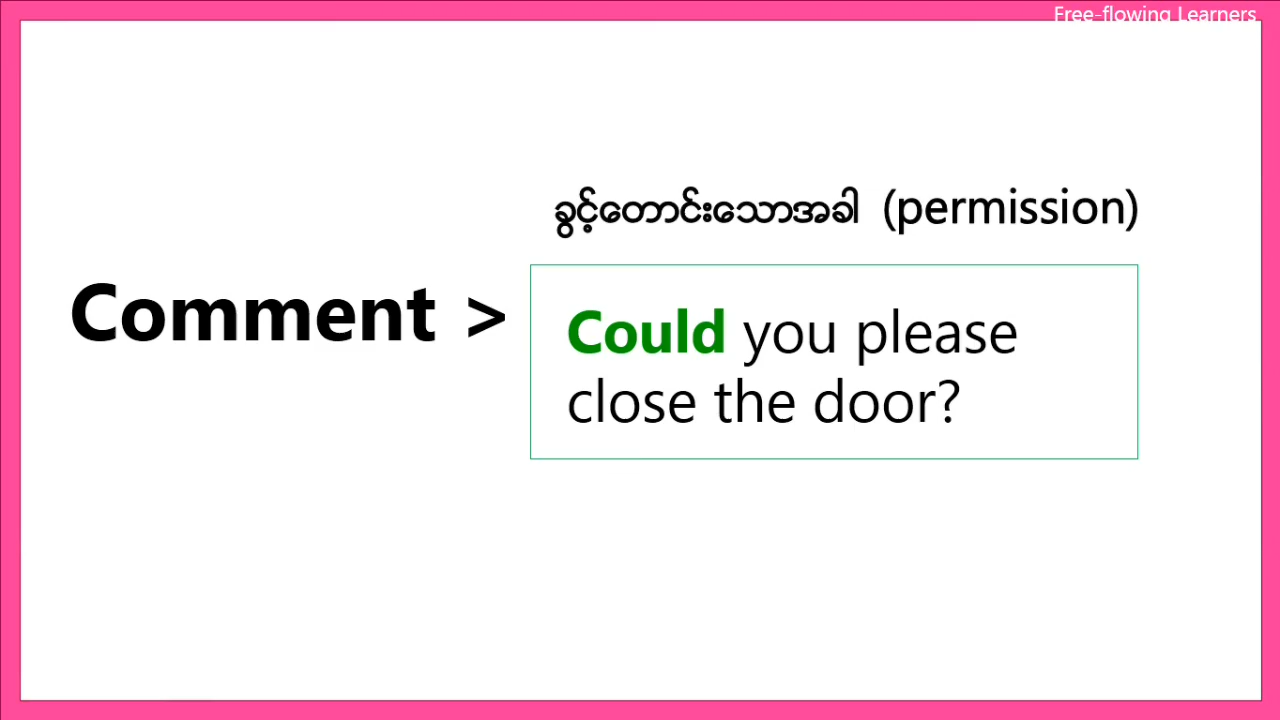 Free-flowing Learners
ခွင့်တောင်းသောအခါ (permission)
Comment >
Could you please
close the door?